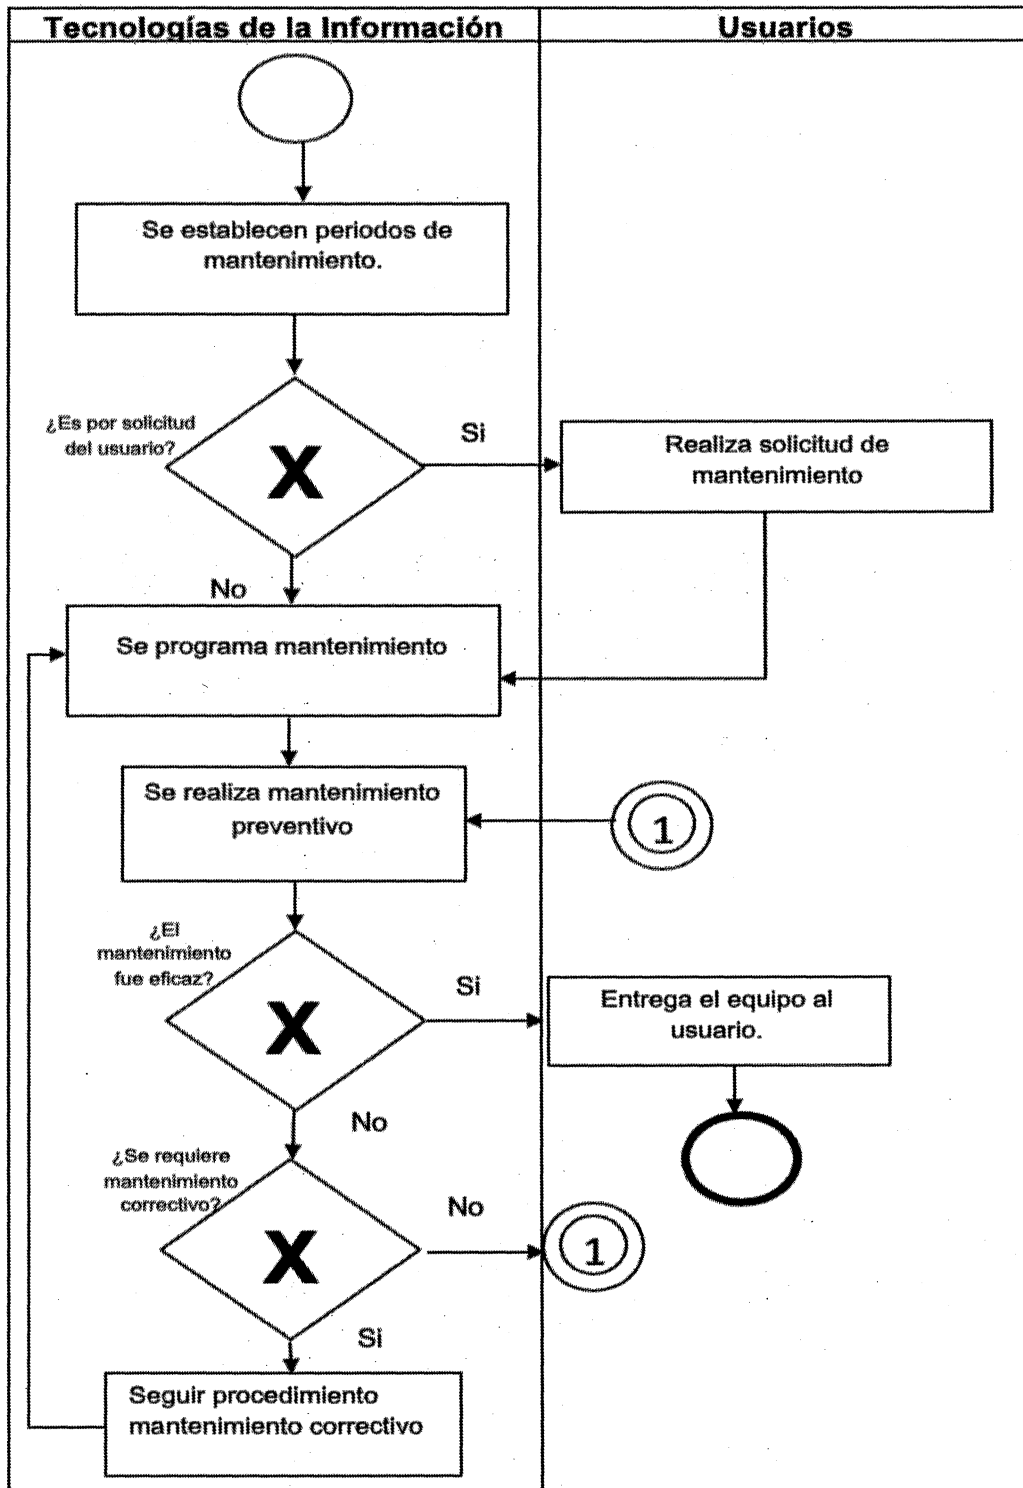 Tecnologías de la Información
Usuarios
Se establecen periodos de
mantenimiento.
¿Es por solicitud
del usuario?
X
Si
Realiza solicitud de
mantenimiento
No
Se programa mantenimiento
Se realiza mantenimiento
preventivo
1
¿El
mantenimiento
fue eficaz?
X
Si
Entrega el equipo al
usuario.
No
¿Se requiere
mantenimiento
correctivo?
X
No
1
Si
Seguir procedimiento
mantenimiento correctivo